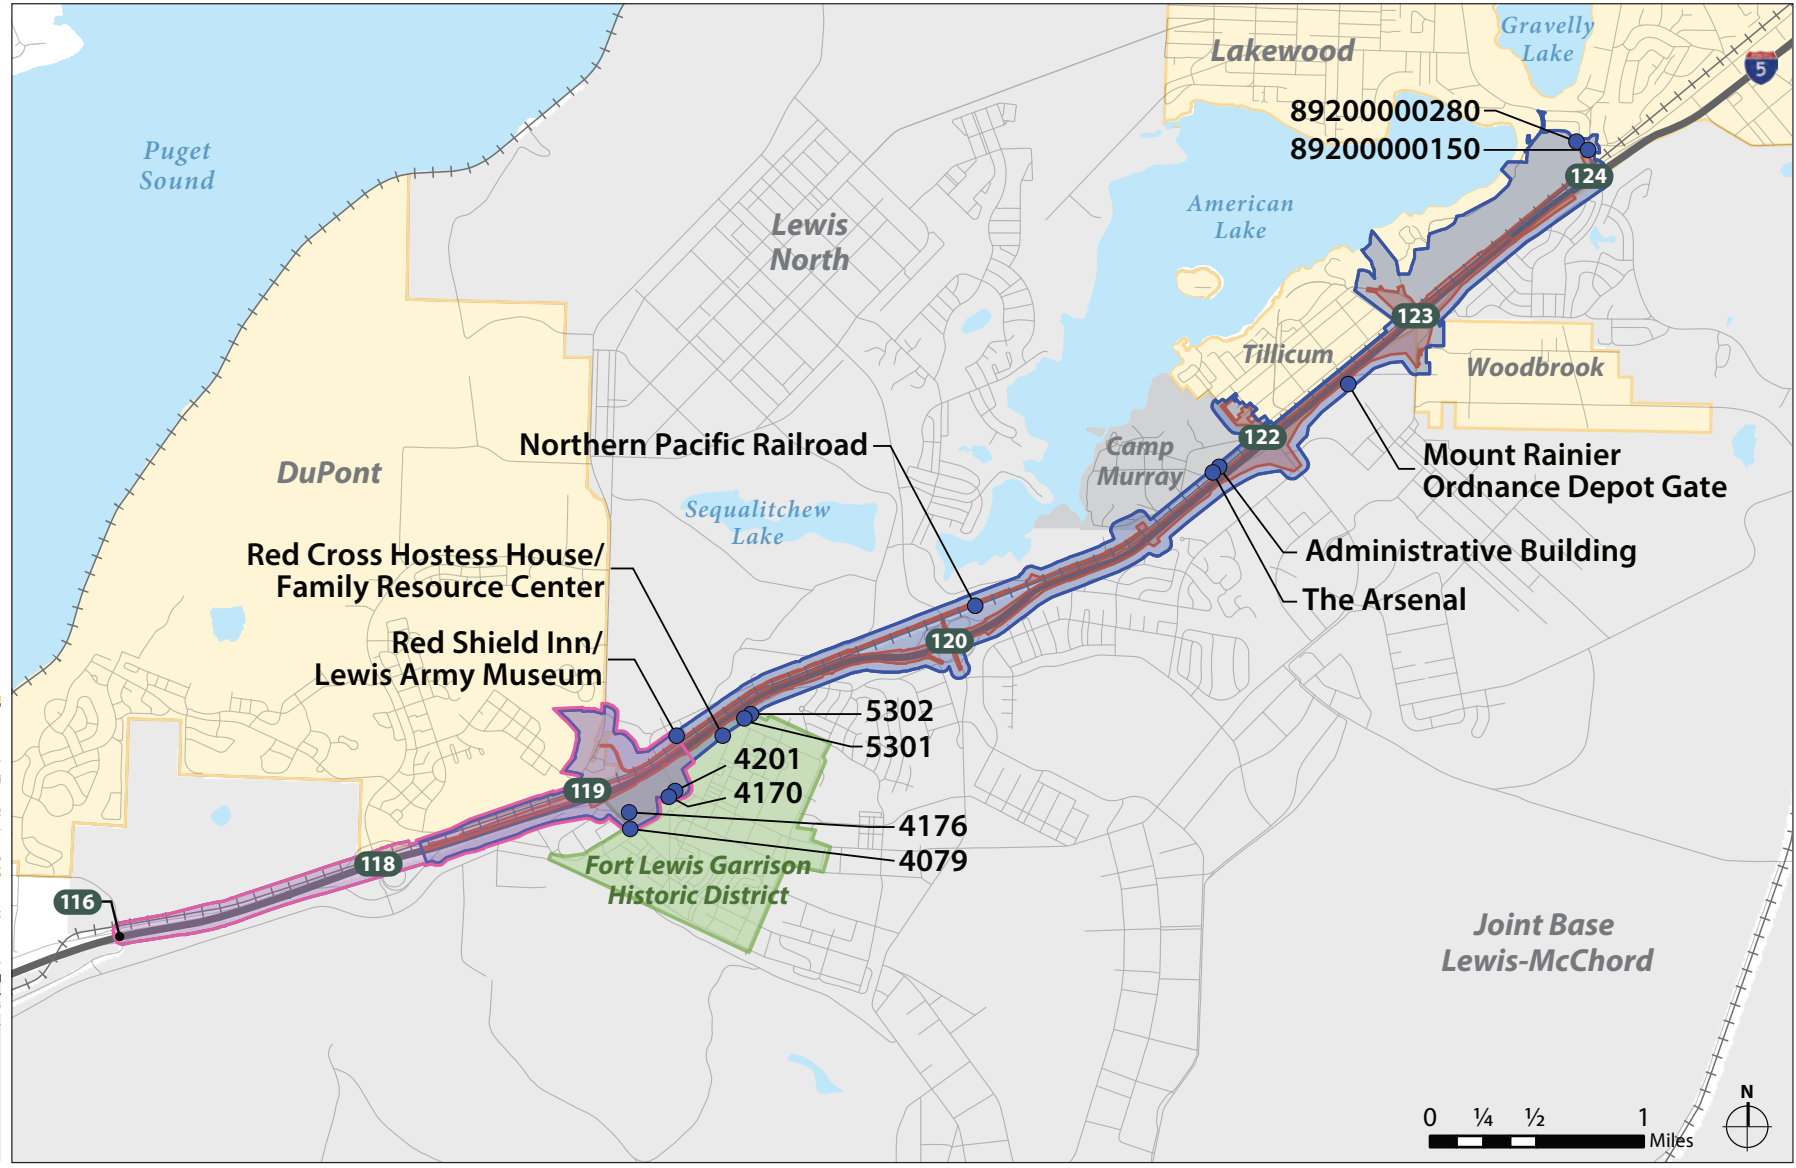 Gravelly
Lake
Lakewood
5
89200000280
89200000150
124
Puget
Sound
American
Lake
Lewis
North
123
Tillicum
Woodbrook
122
Northern Pacific Railroad
Camp
Murray
Mount Rainier
Ordnance Depot Gate
DuPont
Sequalitchew
Lake
Red Cross Hostess House/
Family Resource Center
Administrative Building
The Arsenal
Red Shield Inn/
Lewis Army Museum
120
5302
5301
4201
4170
119
4176
4079
118
Fort Lewis Garrison
Historic District
116
Joint Base
Lewis-McChord
N
0 ¼ ½ 1
Miles